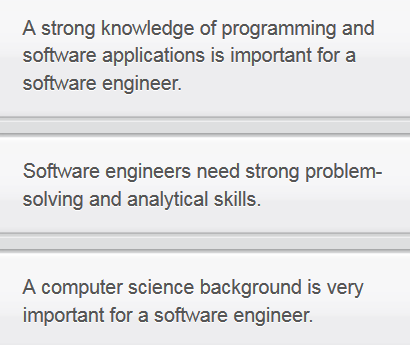 A strong knowledge of programming and
software applications is important for a
software engineer.
Software engineers need strong problem-
solving and analytical skills.
A computer science background is very
important for a software engineer.